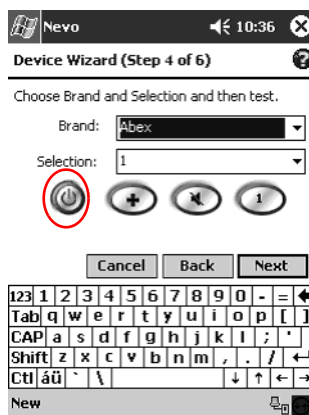 Nevo 10:36
Device Wizard (Step 4 of 6)
Choose Brand and Selection and then test.
Brand: Abex
Selection: 1
1
Cancel Back Next
123 1 2 3 4 5 6 7 8 9 0 - =
Tab q w e r t y u i o p [ ]
CAP a s d f g h j k l ; '
Shift z x c v b n m , . /
Ctl áü ` \
New